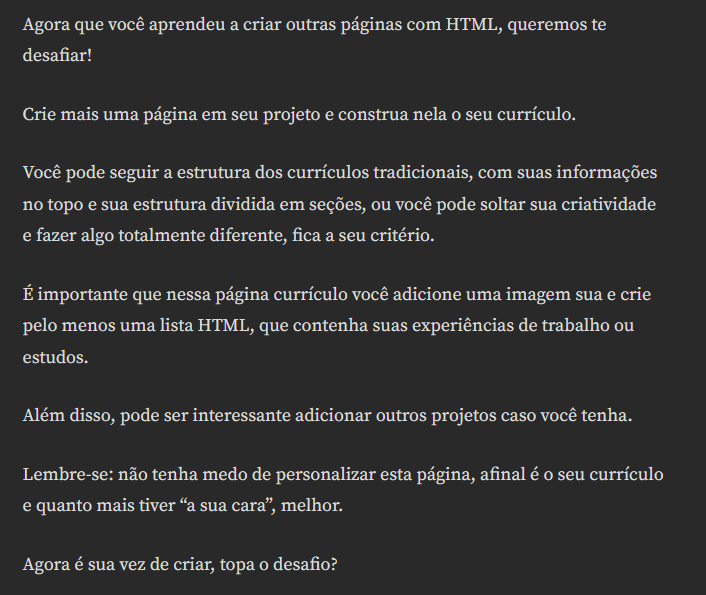 Agora que você aprendeu a criar outras páginas com HTML, queremos te
desafiar!
Crie mais uma página em seu projeto e construa nela o seu currículo.
Você pode seguir a estrutura dos currículos tradicionais, com suas informações
no topo e sua estrutura dividida em seções, ou você pode soltar sua criatividade
e fazer algo totalmente diferente, fica a seu critério.
É importante que nessa página currículo você adicione uma imagem sua e crie
pelo menos uma lista HTML, que contenha suas experiências de trabalho ou
estudos.
Além disso, pode ser interessante adicionar outros projetos caso você tenha.
Lembre-se: não tenha medo de personalizar esta página, afinal é o seu currículo
e quanto mais tiver “a sua cara”, melhor.
Agora é sua vez de criar, topa o desafio?